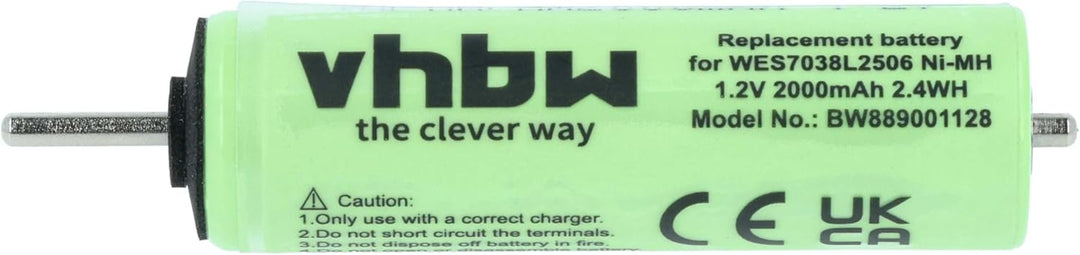 vhbw
the clever way
Replacement battery
for WES7038L2506 Ni-MH
1.2V 2000mAh 2.4WH
Model No.: BW889001128
Caution:
1.Only use with a correct charger.
2.Do not short circuit the terminals.
3.Do not dispose off battery in fire.
CE
UK
CA